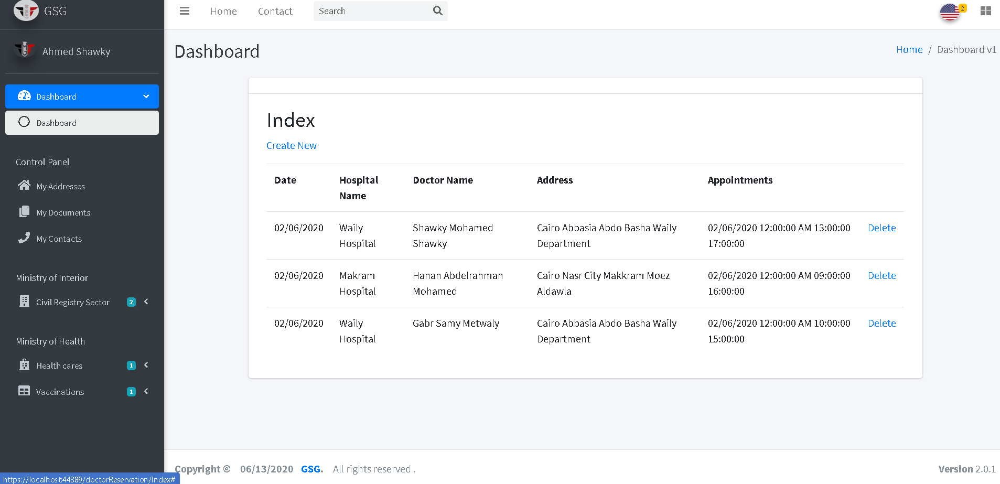 GSG
Home Contact Search 2
Ahmed Shawky
Dashboard
Home / Dashboard v1
Dashboard
Dashboard
Control Panel
My Addresses
My Documents
My Contacts
Ministry of Interior
Civil Registry Sector 2
Ministry of Health
Health cares 1
Vaccinations 1
Index
Create New
Date Hospital Doctor Name Address Appointments
Name
02/06/2020 Waily Shawky Mohamed Cairo Abbasia Abdo Basha Waily 02/06/2020 12:00:00 AM 13:00:00 Delete
Hospital Shawky Department 17:00:00
02/06/2020 Makram Hanan Abdelrahman Cairo Nasr City Makkram Moez 02/06/2020 12:00:00 AM 09:00:00 Delete
Hospital Mohamed Aldawla 16:00:00
02/06/2020 Waily Gabr Samy Metwaly Cairo Abbasia Abdo Basha Waily 02/06/2020 12:00:00 AM 10:00:00 Delete
Hospital Department 15:00:00
Copyright © 06/13/2020 GSG. All rights reserved .
Version 2.0.1
https://localhost:44389/doctorReservation/Index#